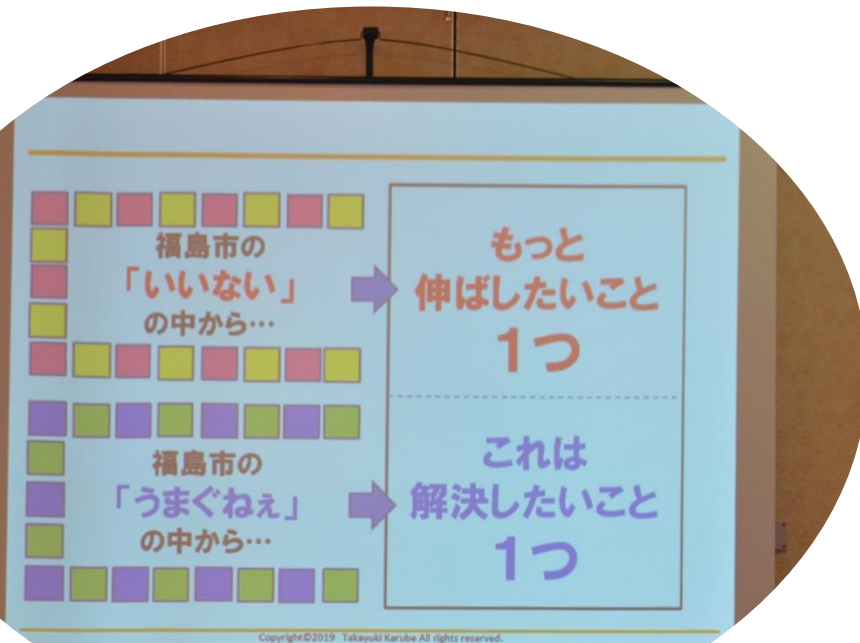 福島市の
「いいない」
の中から…
もっと
伸ばしたいこと
1つ
福島市の
「うまぐねぇ」
の中から…
これは
解決したいこと
1つ
Copyright©2019 Takayuki Karube All rights reserved.